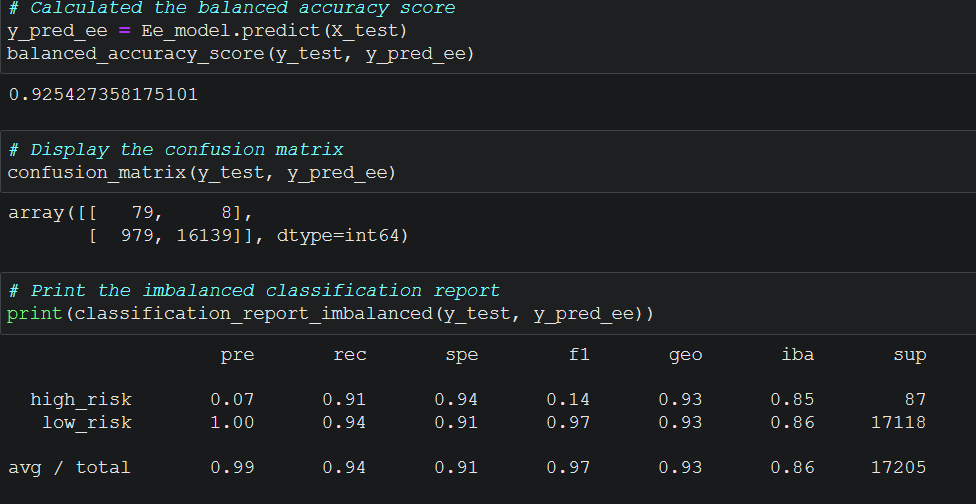 # Calculated the balanced accuracy score
y_pred_ee = Ee_model.predict(X_test)
balanced_accuracy_score(y_test, y_pred_ee)
0.925427358175101
# Display the confusion matrix
confusion_matrix(y_test, y_pred_ee)
array([[   79,     8],
       [  979, 16139]], dtype=int64)
# Print the imbalanced classification report
print(classification_report_imbalanced(y_test, y_pred_ee))
                   pre       rec       spe        f1       geo       iba       sup
  high_risk       0.07      0.91      0.94      0.14      0.93      0.85        87
   low_risk       1.00      0.94      0.91      0.97      0.93      0.86     17118
avg / total       0.99      0.94      0.91      0.97      0.93      0.86     17205